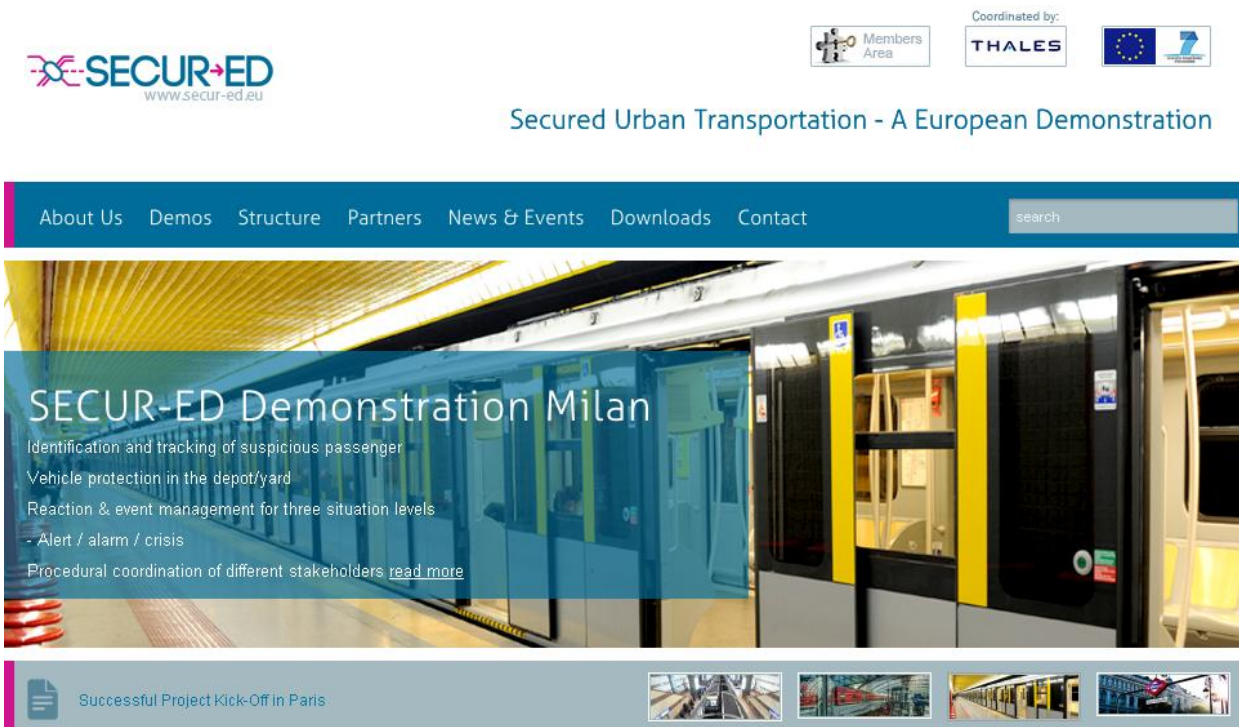 Coordinated by:
Members
Area
THALES
SECUR-ED
www.secur-ed.eu
Secured Urban Transportation - A European Demonstration
About Us Demos Structure Partners News & Events Downloads Contact
search
SECUR-ED Demonstration Milan
Identification and tracking of suspicious passenger
Vehicle protection in the depot/yard
Reaction & event management for three situation levels
- Alert / alarm / crisis
Procedural coordination of different stakeholders read more
Successful Project Kick-Off in Paris